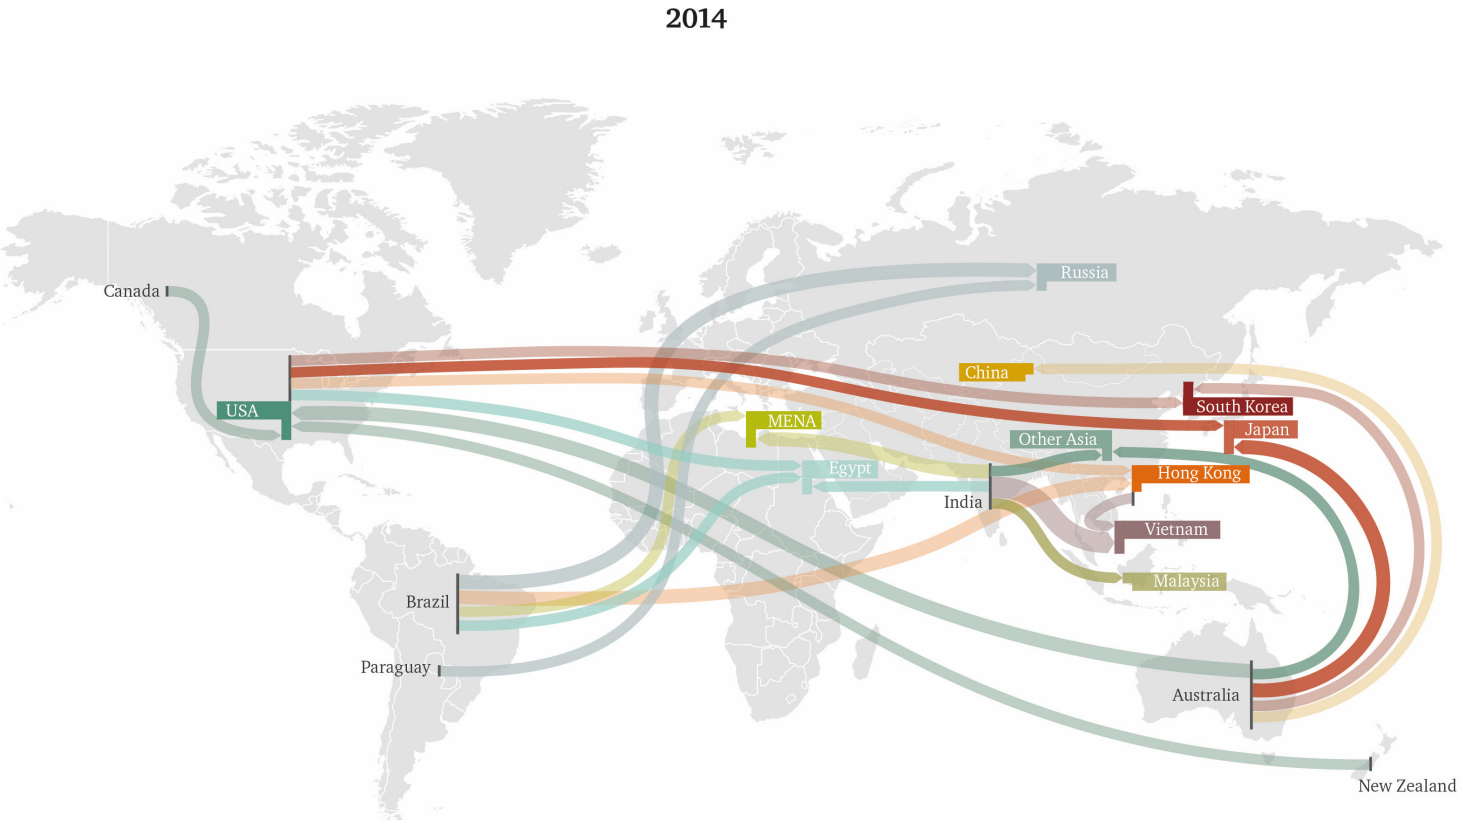 2014
Russia
Canada
China
USA
South Korea
MENA
Japan
Other Asia
Egypt
Hong Kong
India
Vietnam
Malaysia
Brazil
Paraguay
Australia
New Zealand